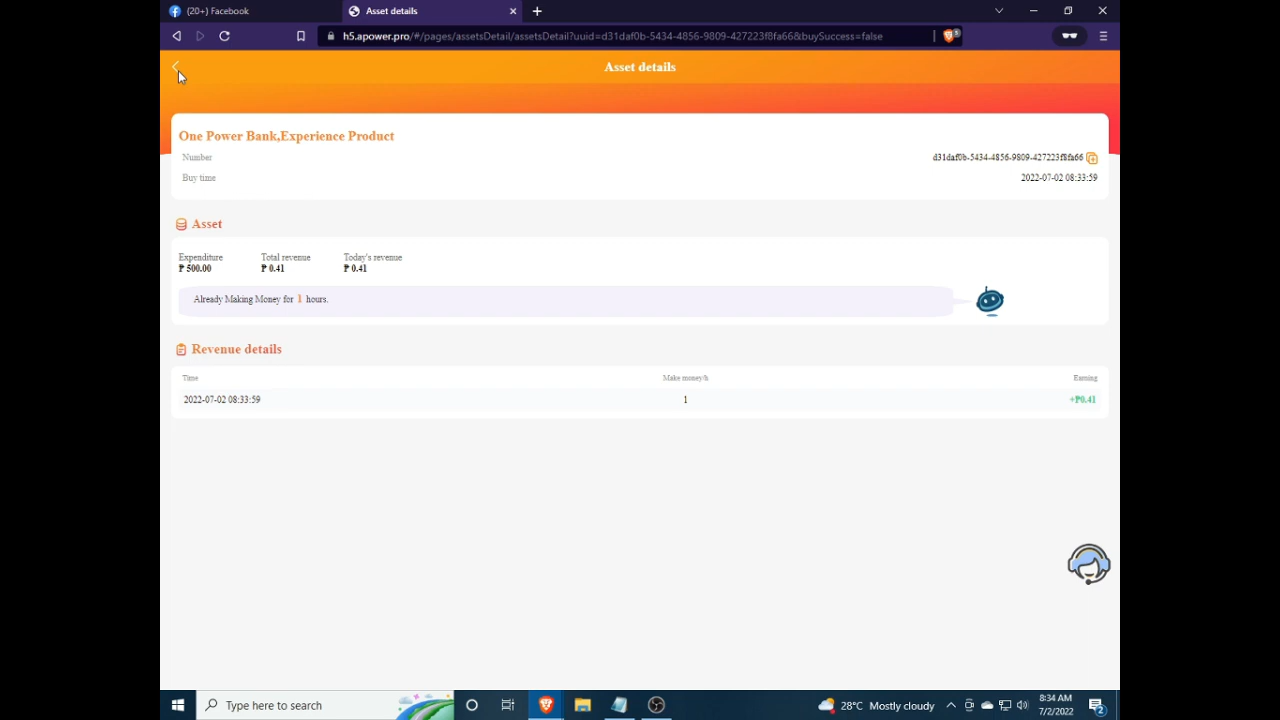 (20+) Facebook
Asset details
h5.apower.pro/#/pages/assetsDetail/assetsDetail?uuid=d31daf0b-5434-4856-9809-427223f8fa66&buySuccess=false
5
Asset details
One Power Bank,Experience Product
Number d31daf0b-5434-4856-9809-427223f8fa66
Buy time 2022-07-02 08:33:59
Asset
Expenditure Total revenue Today's revenue
₱ 500.00 ₱ 0.41 ₱ 0.41
Already Making Money for 1 hours.
Revenue details
Time Make money/h Earning
2022-07-02 08:33:59 1 +₱0.41
Type here to search
28°C Mostly cloudy
8:34 AM
7/2/2022
2